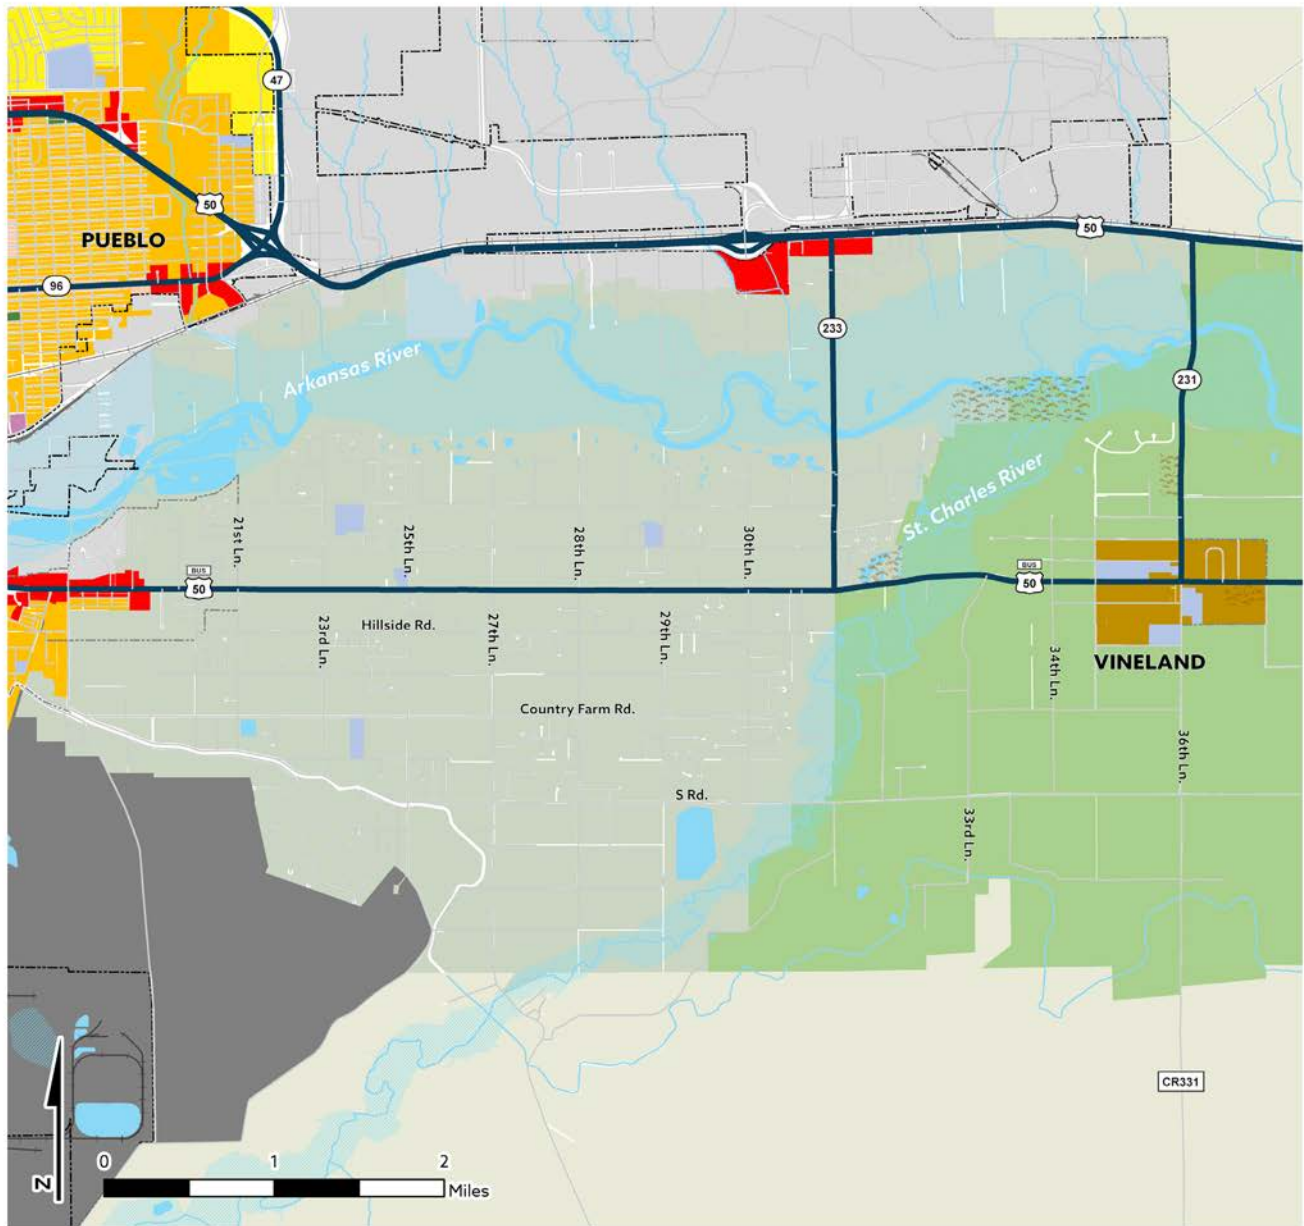 47
50
PUEBLO
50
96
233
Arkansas River
231
St. Charles River
21st Ln.
25th Ln.
28th Ln.
30th Ln.
BUS
50
BUS
50
23rd Ln.
Hillside Rd.
27th Ln.
29th Ln.
34th Ln.
VINELAND
Country Farm Rd.
36th Ln.
S Rd.
33rd Ln.
CR331
0 1 2
Miles
N